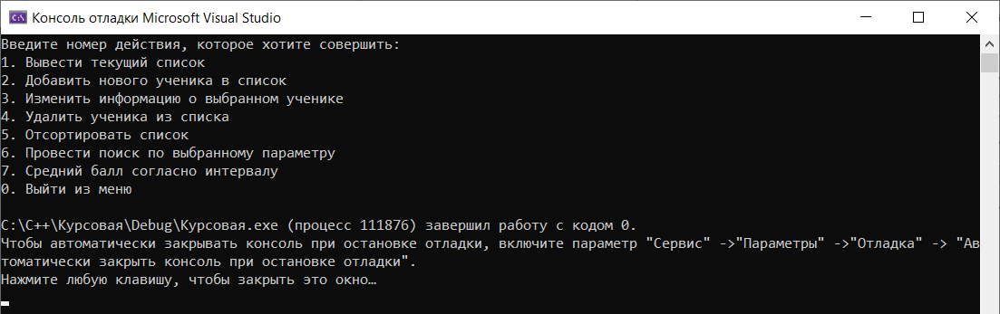 Консоль отладки Microsoft Visual Studio
Введите номер действия, которое хотите совершить:
1. Вывести текущий список
2. Добавить нового ученика в список
3. Изменить информацию о выбранном ученике
4. Удалить ученика из списка
5. Отсортировать список
6. Провести поиск по выбранному параметру
7. Средний балл согласно интервалу
0. Выйти из меню
C:\C++\Курсовая\Debug\Курсовая.exe (процесс 111876) завершил работу с кодом 0.
Чтобы автоматически закрывать консоль при остановке отладки, включите параметр "Сервис" ->"Параметры" ->"Отладка" -> "Ав
томатически закрыть консоль при остановке отладки".
Нажмите любую клавишу, чтобы закрыть это окно…